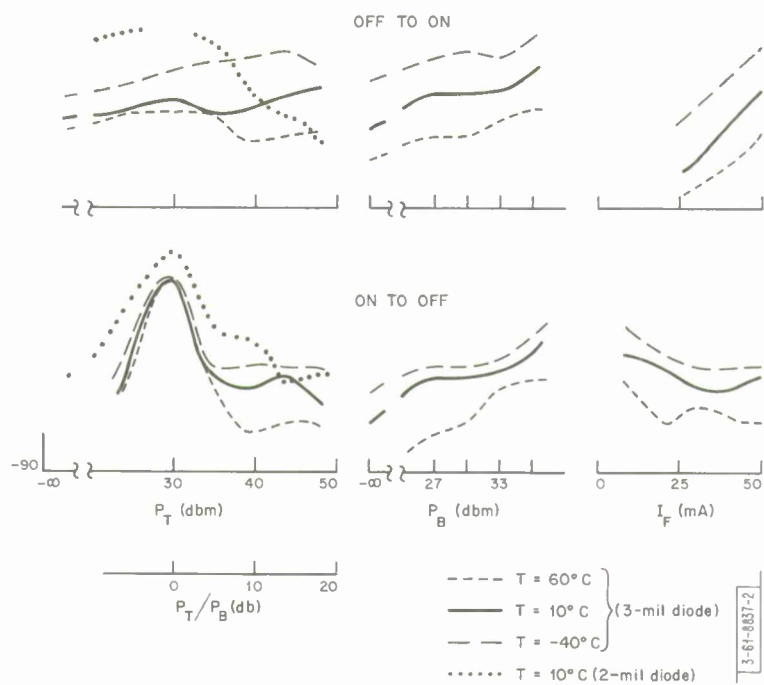 OFF TO ON
ON TO OFF
-90
-∞ 30 40 50
P_T (dbm)
-∞ 27 33
P_B (dbm)
0 25 50
I_F (mA)
0 10 20
P_T/P_B (db)
T = 60°C
T = 10°C (3-mil diode)
T = -40°C
T = 10°C (2-mil diode)
3-61-8837-2